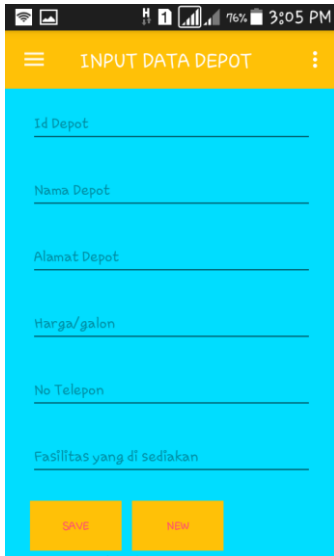 H 1 76% 3:05 PM
INPUT DATA DEPOT
Id Depot
Nama Depot
Alamat Depot
Harga/galon
No Telepon
Fasilitas yang di sediakan
SAVE NEW